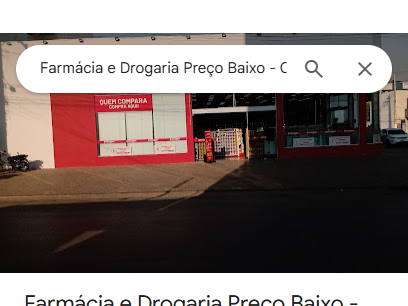 Farmácia e Drogaria Preço Baixo - C
QUEM COMPARA
COMPRA AQUI!
Farmácia e Drogaria Preço Baixo -